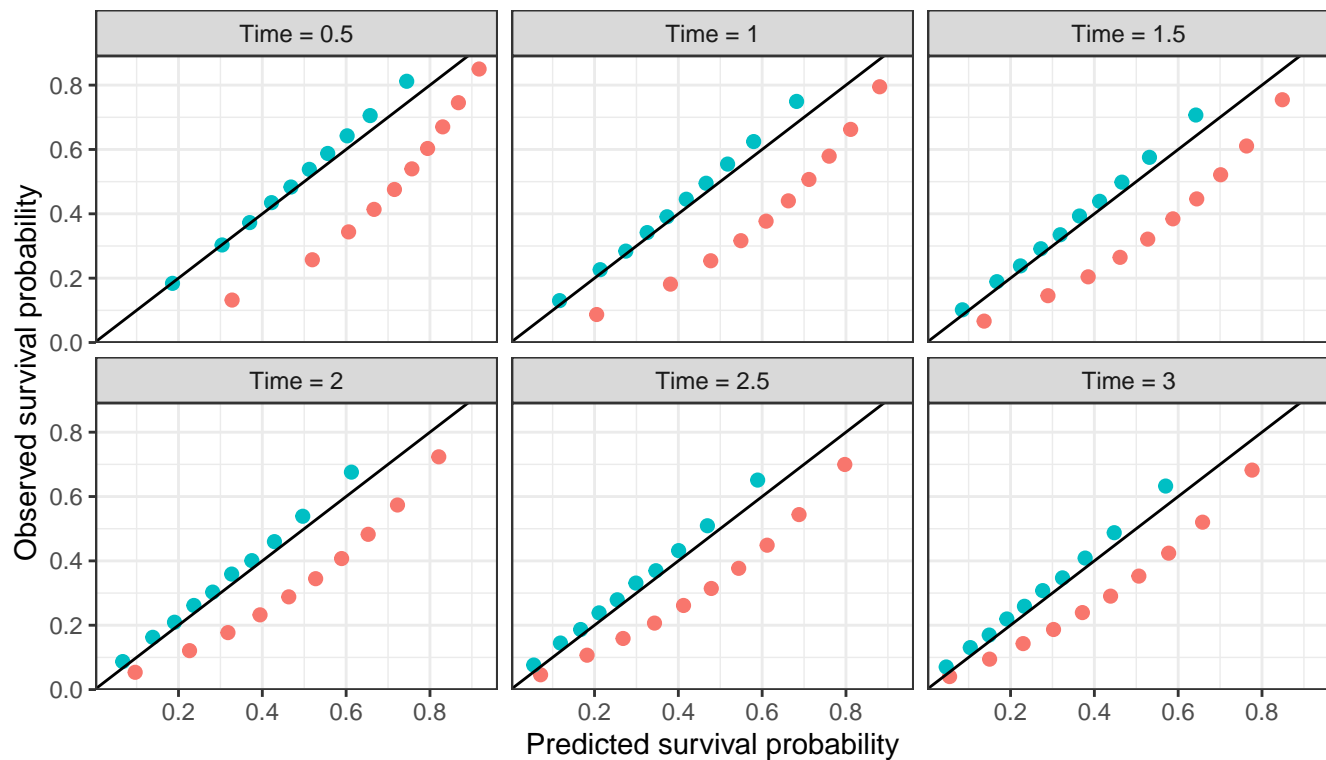 Time = 0.5
Time = 1
Time = 1.5
0.8
0.6
0.4
0.2
0.0
Time = 2
Time = 2.5
Time = 3
0.8
0.6
0.4
0.2
0.0
0.2 0.4 0.6 0.8
0.2 0.4 0.6 0.8
0.2 0.4 0.6 0.8
Predicted survival probability
Observed survival probability